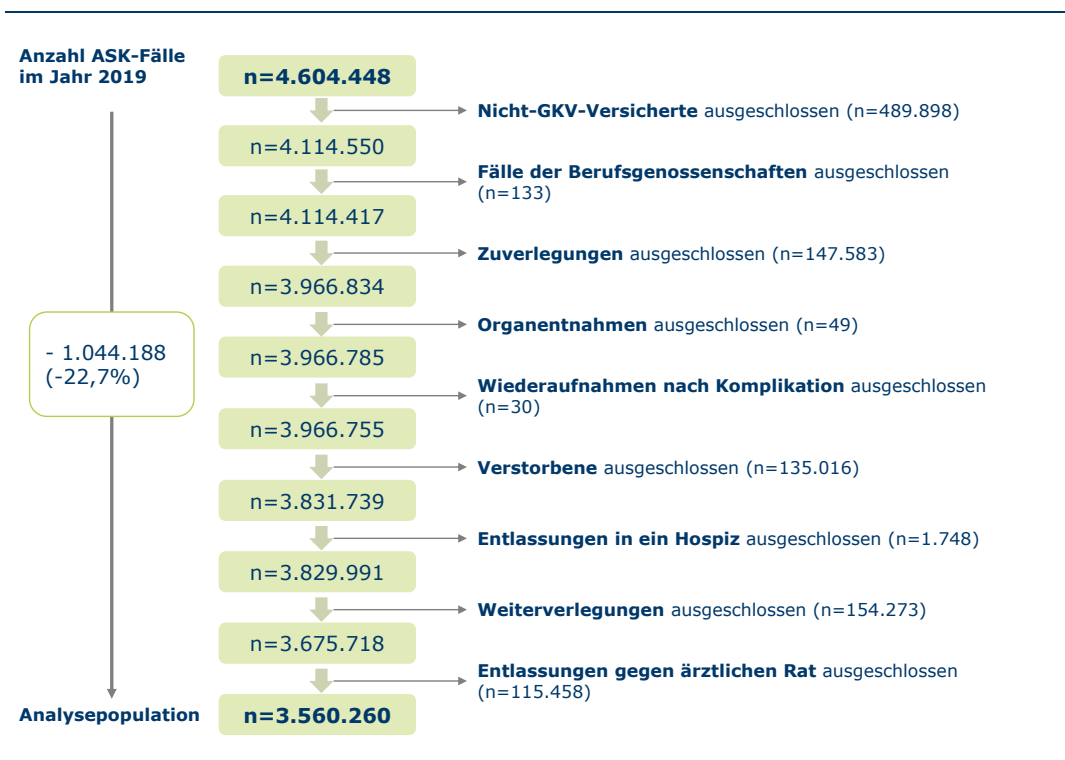 Anzahl ASK-Fälle
im Jahr 2019
n=4.604.448
Nicht-GKV-Versicherte ausgeschlossen (n=489.898)
n=4.114.550
Fälle der Berufsgenossenschaften ausgeschlossen
(n=133)
n=4.114.417
Zuverlegungen ausgeschlossen (n=147.583)
n=3.966.834
Organentnahmen ausgeschlossen (n=49)
- 1.044.188
(-22,7%)
n=3.966.785
Wiederaufnahmen nach Komplikation ausgeschlossen
(n=30)
n=3.966.755
Verstorbene ausgeschlossen (n=135.016)
n=3.831.739
Entlassungen in ein Hospiz ausgeschlossen (n=1.748)
n=3.829.991
Weiterverlegungen ausgeschlossen (n=154.273)
n=3.675.718
Entlassungen gegen ärztlichen Rat ausgeschlossen
(n=115.458)
Analysepopulation
n=3.560.260